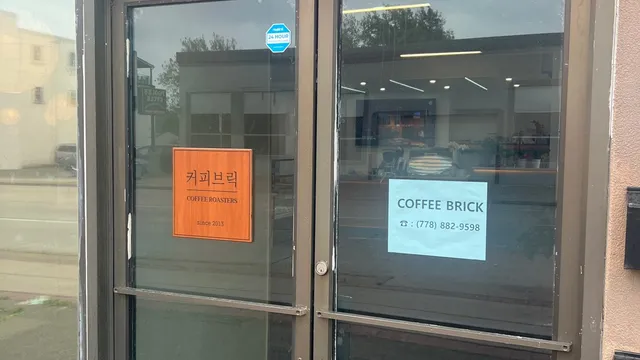 24 HOUR
커피브릭
COFFEE ROASTERS
since 2015
COFFEE BRICK
☎ : (778) 882-9598